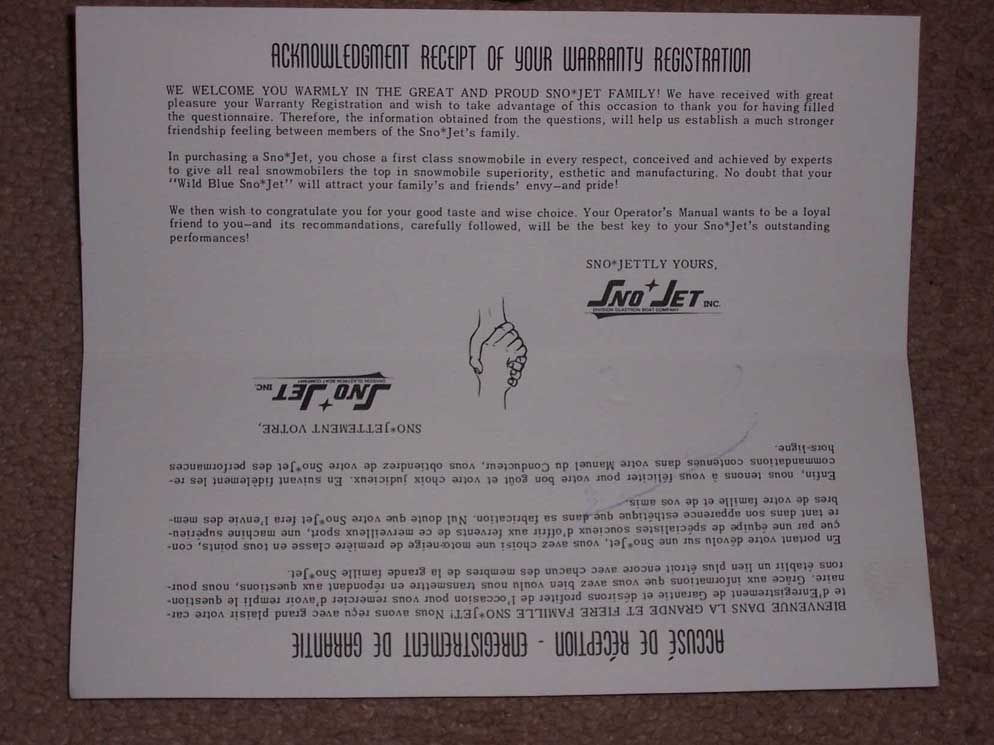 ACKNOWLEDGMENT RECEIPT OF YOUR WARRANTY REGISTRATION
WE WELCOME YOU WARMLY IN THE GREAT AND PROUD SNO*JET FAMILY! We have received with great
pleasure your Warranty Registration and wish to take advantage of this occasion to thank you for having filled
the questionnaire. Therefore, the information obtained from the questions, will help us establish a much stronger
friendship feeling between members of the Sno*Jet's family.
In purchasing a Sno*Jet, you chose a first class snowmobile in every respect, conceived and achieved by experts
to give all real snowmobilers the top in snowmobile superiority, esthetic and manufacturing. No doubt that your
"Wild Blue Sno*Jet" will attract your family's and friends' envy—and pride!
We then wish to congratulate you for your good taste and wise choice. Your Operator's Manual wants to be a loyal
friend to you—and its recommandations, carefully followed, will be the best key to your Sno*Jet's outstanding
performances!
SNO*JETTLY YOURS,
SNO*JET INC.
DIVISION GLASTRON BOAT COMPANY
ACCUSÉ DE RÉCEPTION - ENREGISTREMENT DE GARANTIE
BIENVENUE DANS LA GRANDE ET FIERE FAMILLE SNO*JET! Nous avons reçu avec grand plaisir votre car-
te d'Enregistrement de Garantie et désirons profiter de l'occasion pour vous remercier d'avoir rempli le question-
naire. Grâce aux informations que vous avez bien voulu nous transmettre en répondant aux questions, nous pour-
rons établir un lien plus étroit encore avec chacun des membres de la grande famille Sno*Jet.
En portant votre dévolu sur une Sno*Jet, vous avez choisi une moto-neige de première classe en tous points, con-
çue par une équipe de spécialistes soucieux d'offrir aux fervents de ce merveilleux sport, une machine supérieu-
re tant dans son apparence esthétique que dans sa fabrication. Nul doute que votre Sno*Jet fera l'envie des mem-
bres de votre famille et de vos amis.
Enfin, nous tenons à vous féliciter pour votre bon goût et votre choix judicieux. En suivant fidèlement les re-
commandations contenues dans votre Manuel du Conducteur, vous obtiendrez de votre Sno*Jet des performances
hors-ligne.
SNO*JETTEMENT VOTRE,
SNO*JET INC.
DIVISION GLASTRON BOAT COMPANY